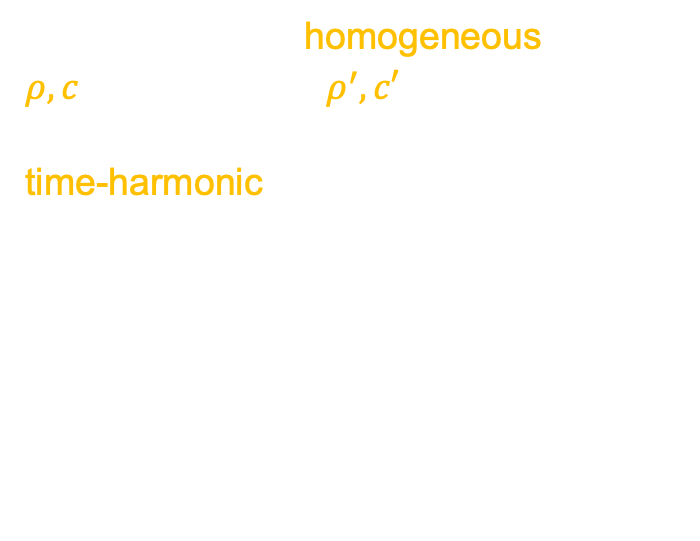 homogeneous
ρ, c ρ′, c′
time-harmonic